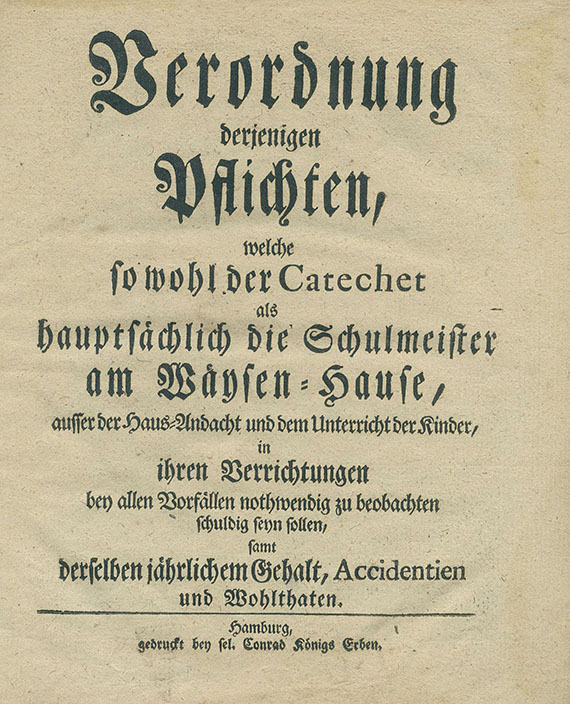 Verordnung
derjenigen
Pflichten,
welche
so wohl der Catechet
als
hauptsächlich die Schulmeister
am Wäysen-Hause,
ausser der Haus-Andacht und dem Unterricht der Kinder,
in
ihren Verrichtungen
bey allen Vorfällen nothwendig zu beobachten
schuldig seyn sollen,
samt
derselben jährlichem Gehalt, Accidentien
und Wohlthaten.
Hamburg,
gedruckt bey sel. Conrad Königs Erben.